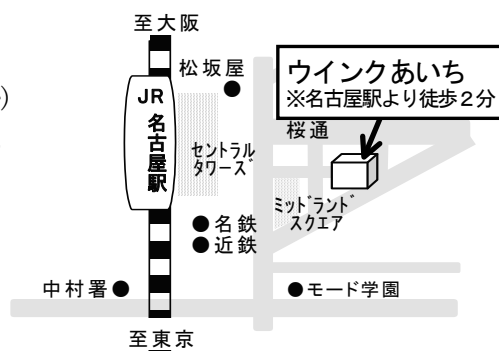 至大阪
松坂屋
●
)
JR
名古屋駅
セントラル
タワーズ
ウインクあいち
※名古屋駅より徒歩２分
桜通
ミッドランド
スクエア
●名鉄
●近鉄
中村署●
●モード学園
至東京